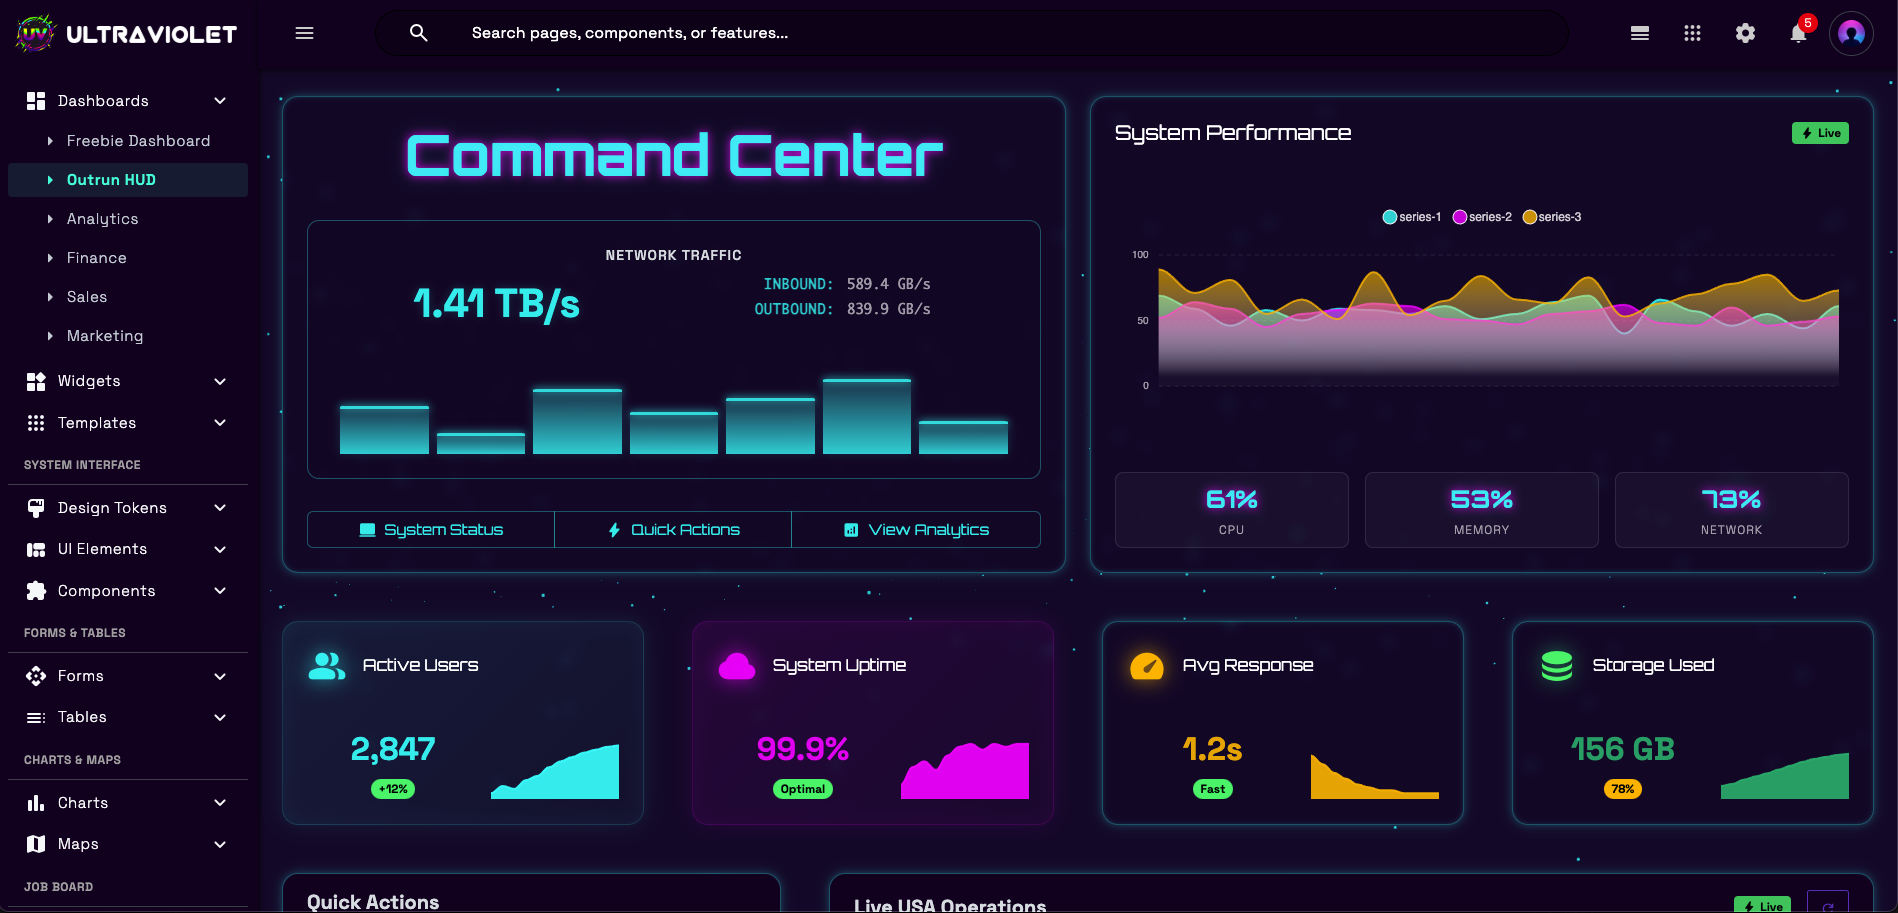 UV ULTRAVIOLET
Search pages, components, or features...
5
Dashboards
Freebie Dashboard
Outrun HUD
Analytics
Finance
Sales
Marketing
Widgets
Templates
SYSTEM INTERFACE
Design Tokens
UI Elements
Components
FORMS & TABLES
Forms
Tables
CHARTS & MAPS
Charts
Maps
JOB BOARD
Command Center
NETWORK TRAFFIC
1.41 TB/s
INBOUND: 589.4 GB/s
OUTBOUND: 839.9 GB/s
System Status
Quick Actions
View Analytics
System Performance
Live
series-1 series-2 series-3
100
50
0
61%
CPU
53%
MEMORY
73%
NETWORK
Active Users
2,847
+12%
System Uptime
99.9%
Optimal
Avg Response
1.2s
Fast
Storage Used
156 GB
78%
Quick Actions
Live USA Operations
Live